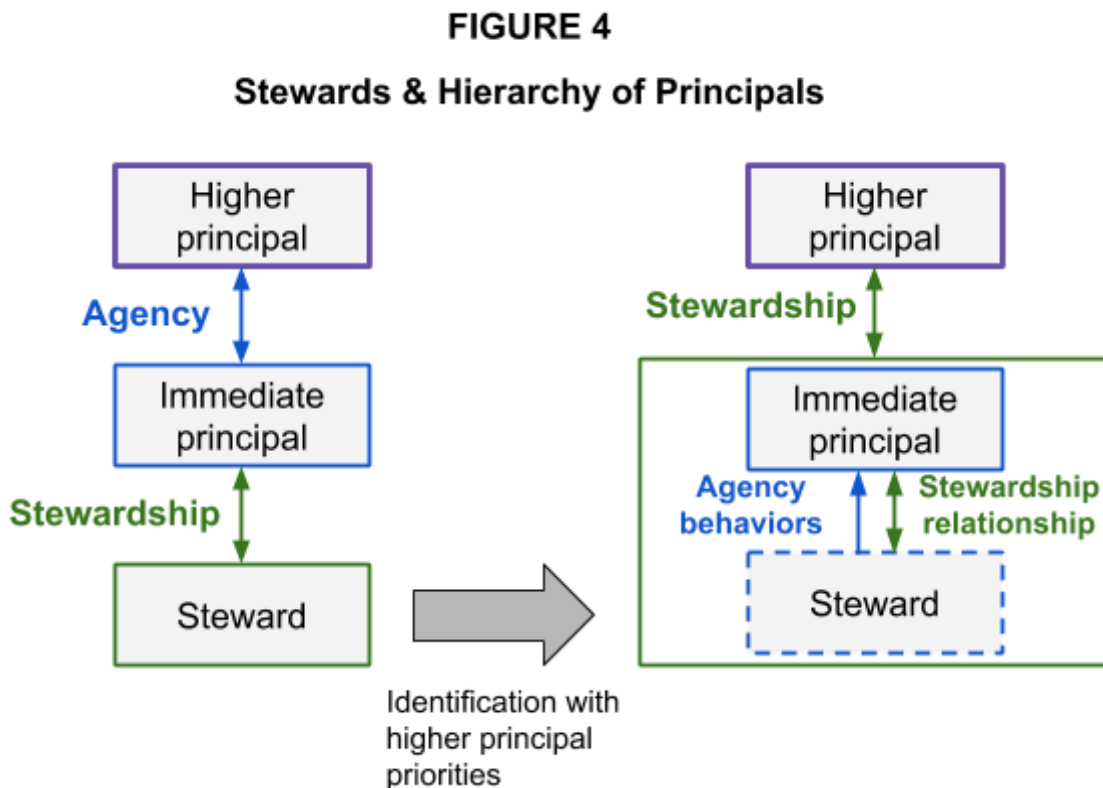 FIGURE 4
Stewards & Hierarchy of Principals
Higher
principal
Agency
Immediate
principal
Stewardship
Steward
Identification with
higher principal
priorities
Higher
principal
Stewardship
Immediate
principal
Agency
behaviors
Stewardship
relationship
Steward